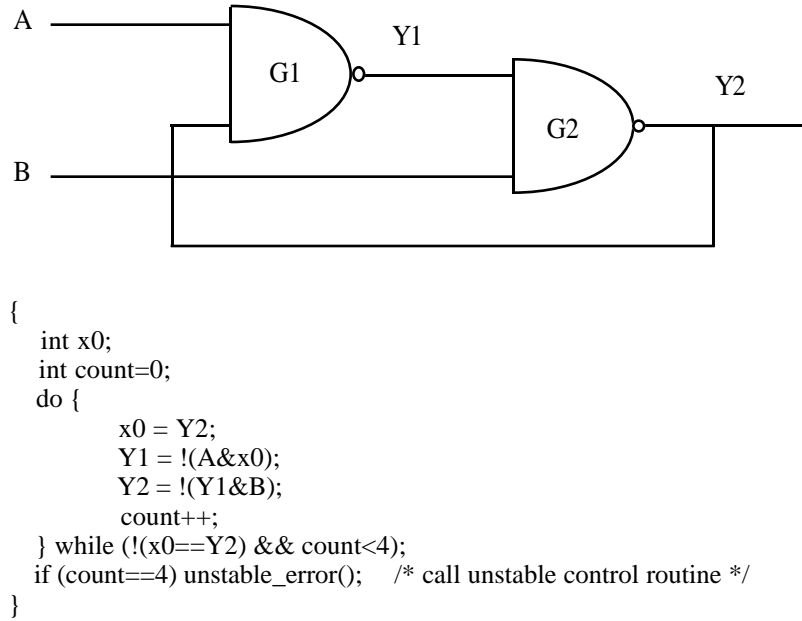 A
Y1
G1
Y2
G2
B
{
int x0;
int count=0;
do {
x0 = Y2;
Y1 = !(A&x0);
Y2 = !(Y1&B);
count++;
} while (!(x0==Y2) && count<4);
if (count==4) unstable_error(); /* call unstable control routine */
}